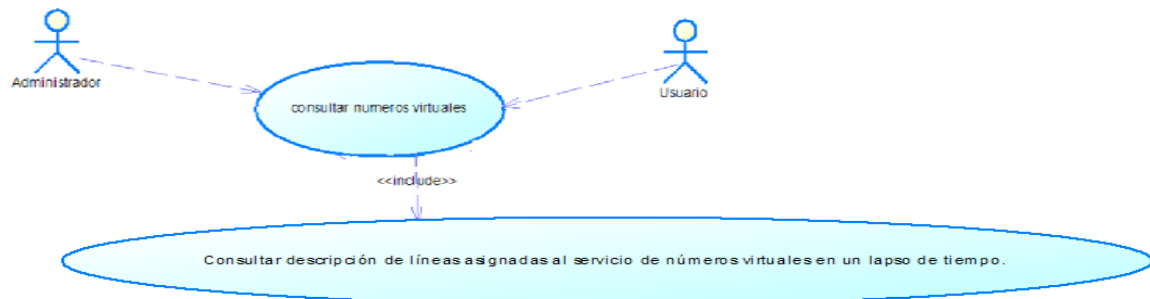 Administrador
Usuario
consultar numeros virtuales
<<include>>
Consultar descripción de líneas asignadas al servicio de números virtuales en un lapso de tiempo.